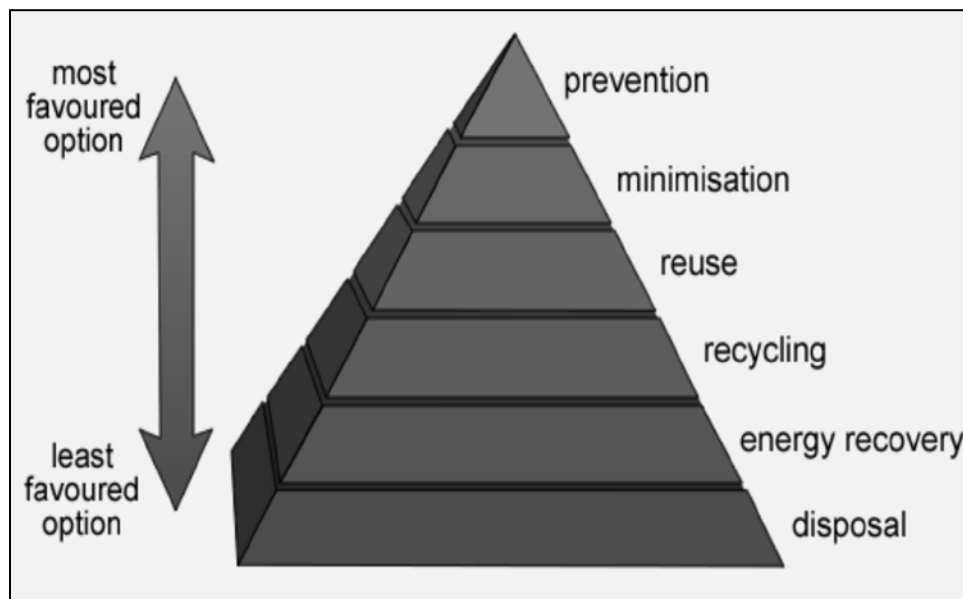 most
favoured
option
prevention
minimisation
reuse
recycling
energy recovery
least
favoured
option
disposal